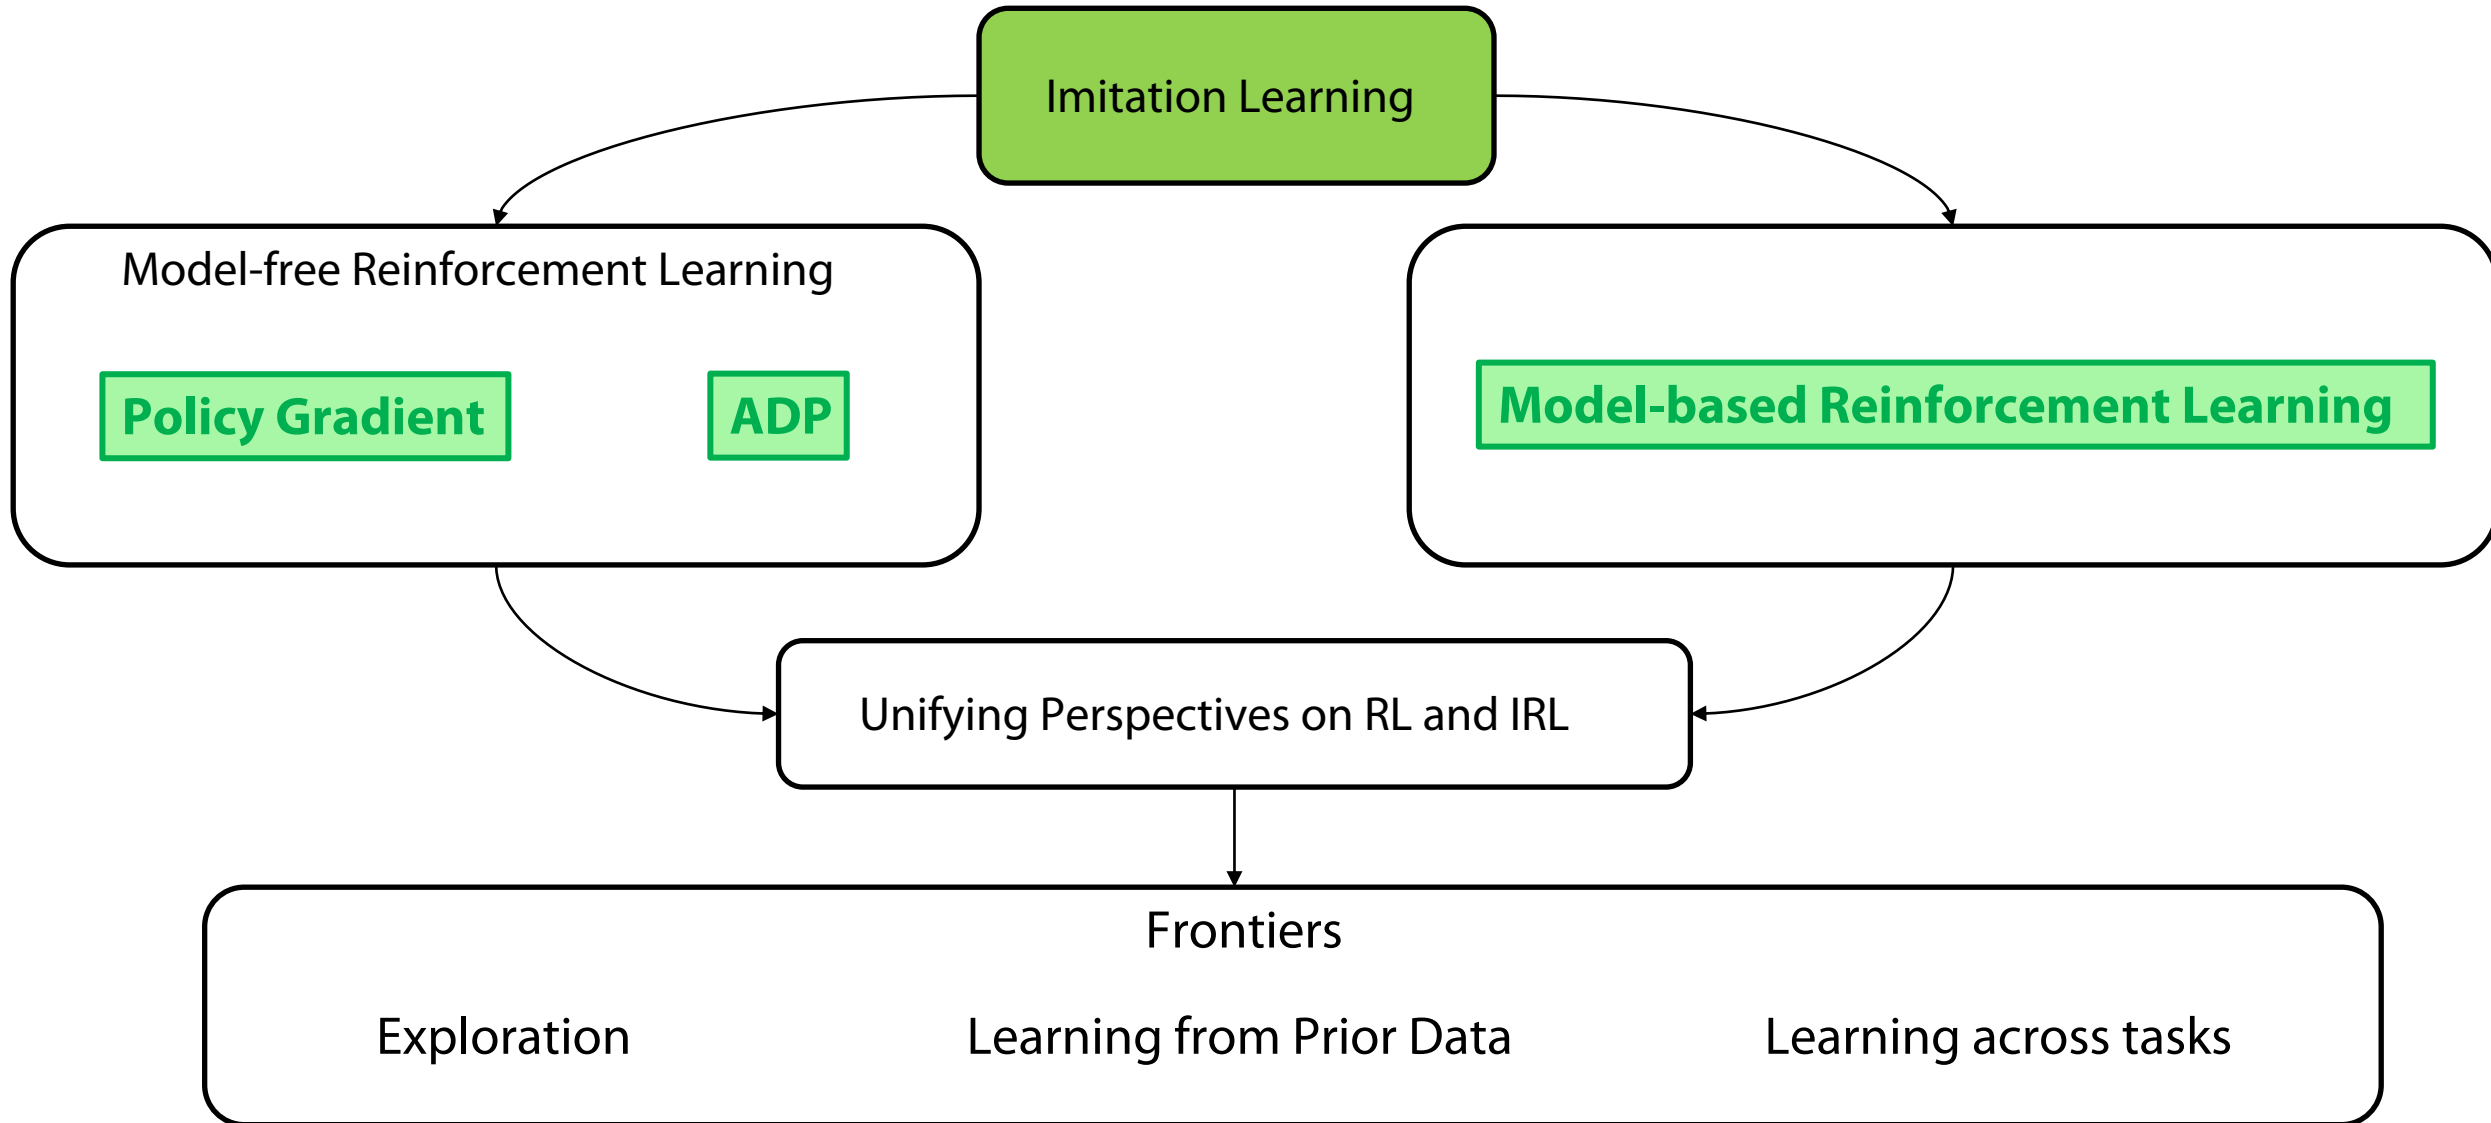 Imitation Learning
Model-free Reinforcement Learning
Policy Gradient
ADP
Model-based Reinforcement Learning
Unifying Perspectives on RL and IRL
Frontiers
Exploration
Learning from Prior Data
Learning across tasks